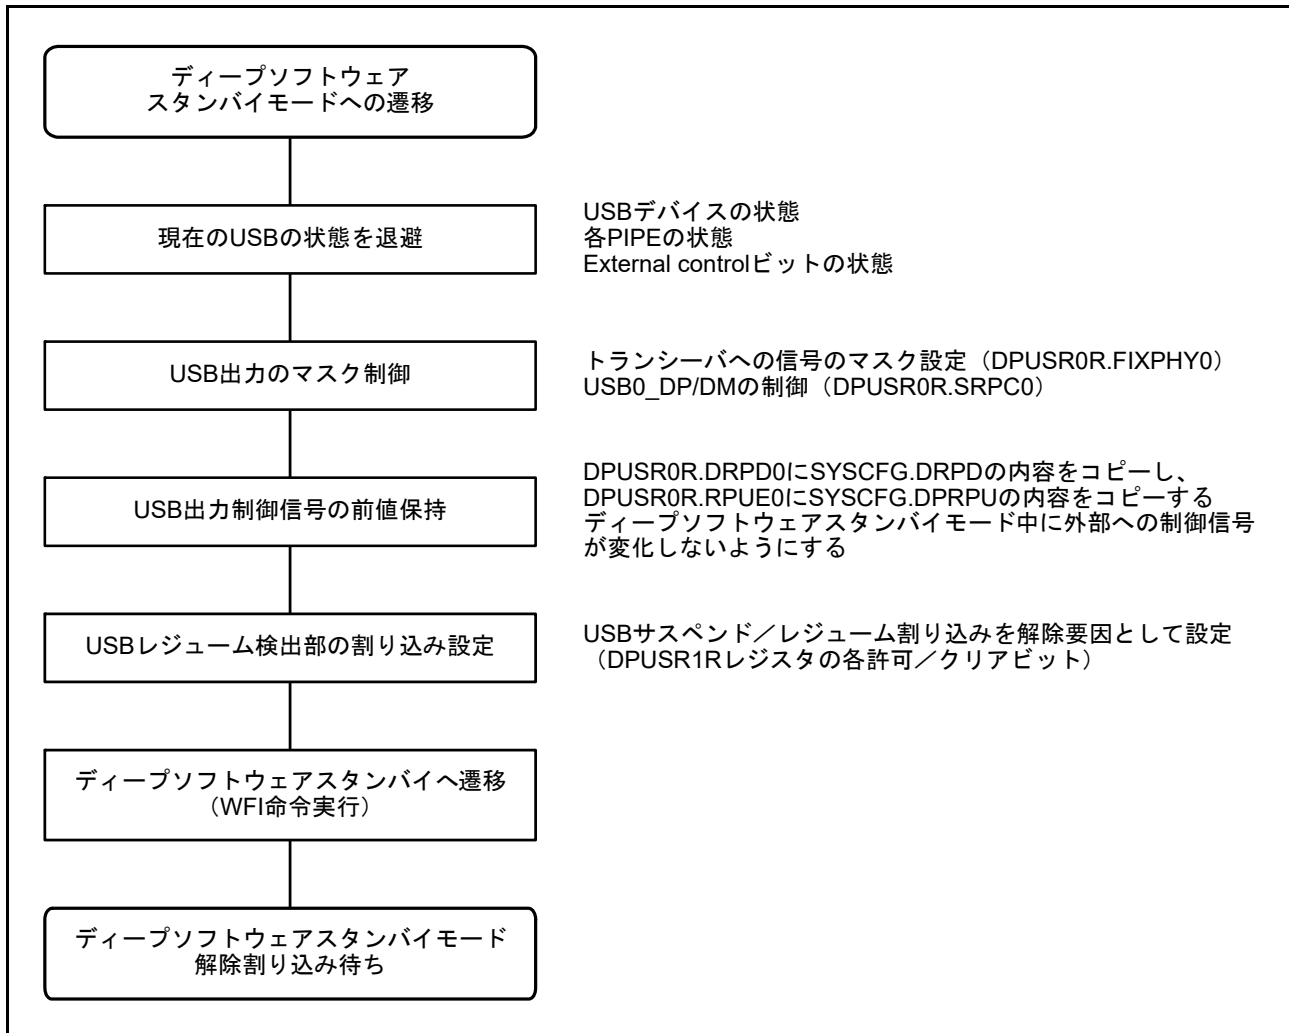 ディープソフトウェア
スタンバイモードへの遷移
現在のUSBの状態を退避
USBデバイスの状態
各PIPEの状態
External controlビットの状態
USB出力のマスク制御
トランシーバへの信号のマスク設定（DPUSR0R.FIXPHY0）
USB0_DP/DMの制御（DPUSR0R.SRPC0）
USB出力制御信号の前値保持
DPUSR0R.DRPD0にSYSCFG.DRPDの内容をコピーし、
DPUSR0R.RPUE0にSYSCFG.DPRPUの内容をコピーする
ディープソフトウェアスタンバイモード中に外部への制御信号
が変化しないようにする
USBレジューム検出部の割り込み設定
USBサスペンド／レジューム割り込みを解除要因として設定
（DPUSR1Rレジスタの各許可／クリアビット）
ディープソフトウェアスタンバイへ遷移
（WFI命令実行）
ディープソフトウェアスタンバイモード
解除割り込み待ち